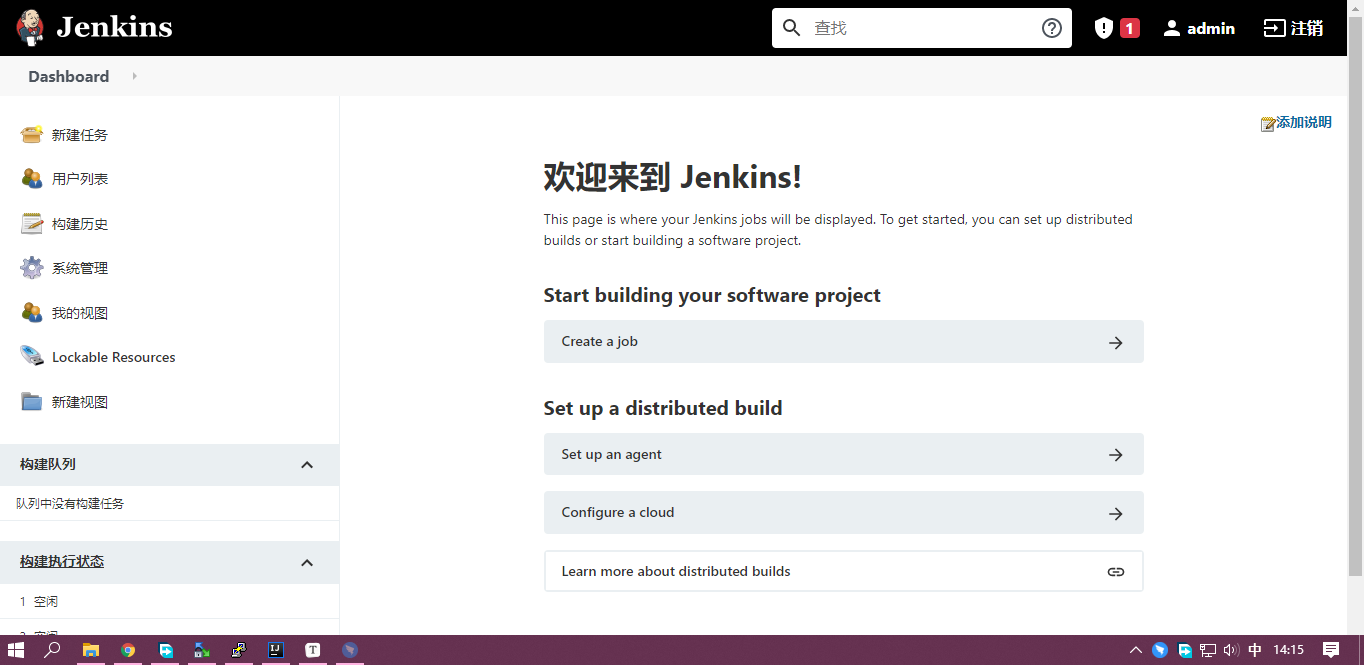 Jenkins
查找
1
admin
注销
Dashboard
新建任务
用户列表
构建历史
系统管理
我的视图
Lockable Resources
新建视图
构建队列
队列中没有构建任务
构建执行状态
1 空闲
2 空闲
添加说明
欢迎来到 Jenkins!
This page is where your Jenkins jobs will be displayed. To get started, you can set up distributed
builds or start building a software project.
Start building your software project
Create a job
Set up a distributed build
Set up an agent
Configure a cloud
Learn more about distributed builds
中
14:15